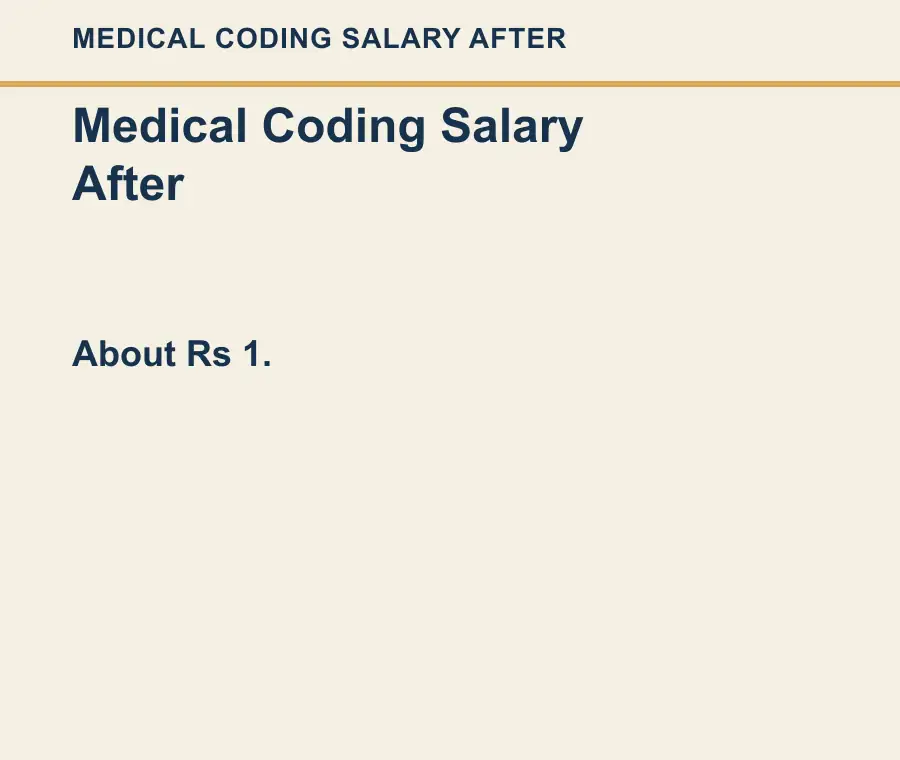 MEDICAL CODING SALARY AFTER
Medical Coding Salary
After
About Rs 1.